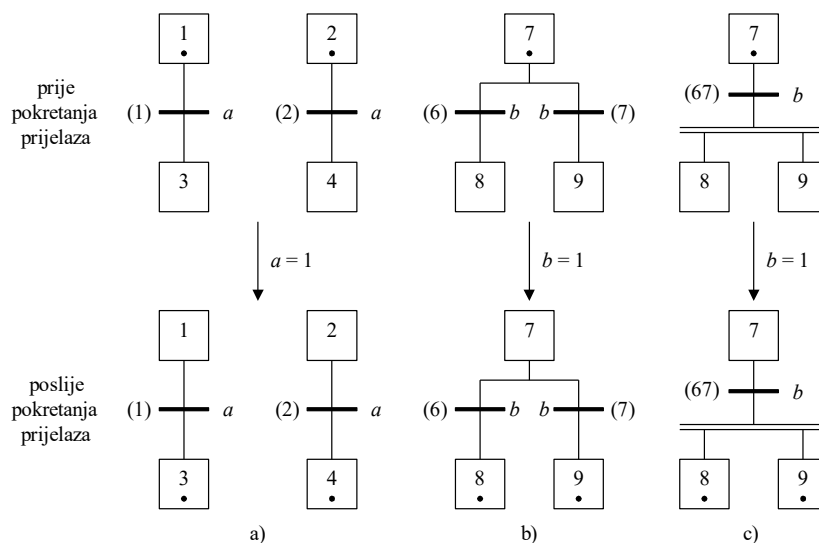 1 2 7 7
prije
pokretanja
prijelaza
(1) a (2) a (6) b b (7) (67) b
3 4 8 9 8 9
a = 1 b = 1 b = 1
1 2 7 7
poslije
pokretanja
prijelaza
(1) a (2) a (6) b b (7) (67) b
3 4 8 9 8 9
a) b) c)